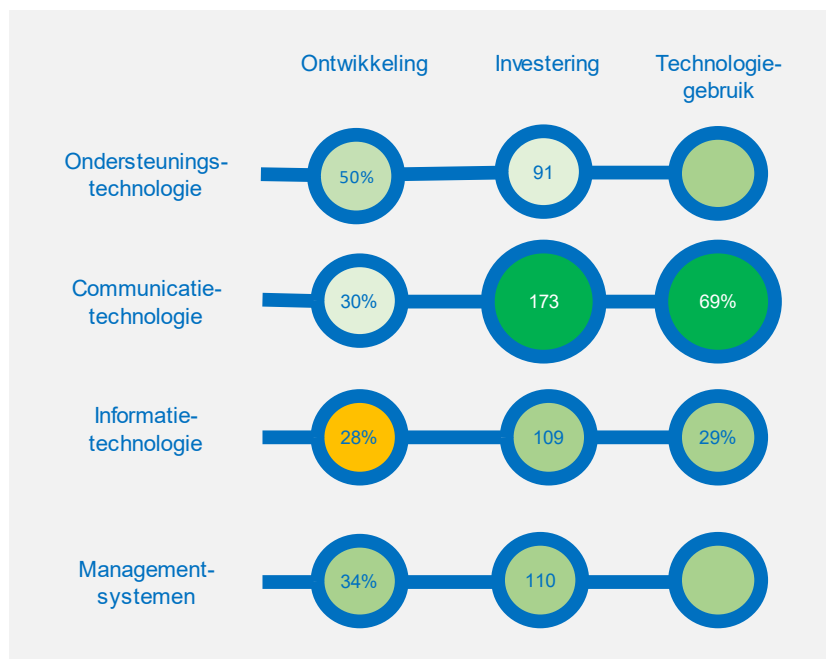 Ontwikkeling Investering Technologie-
gebruik
Ondersteunings-
technologie
50% 91
Communicatie-
technologie
30% 173 69%
Informatie-
technologie
28% 109 29%
Management-
systemen
34% 110